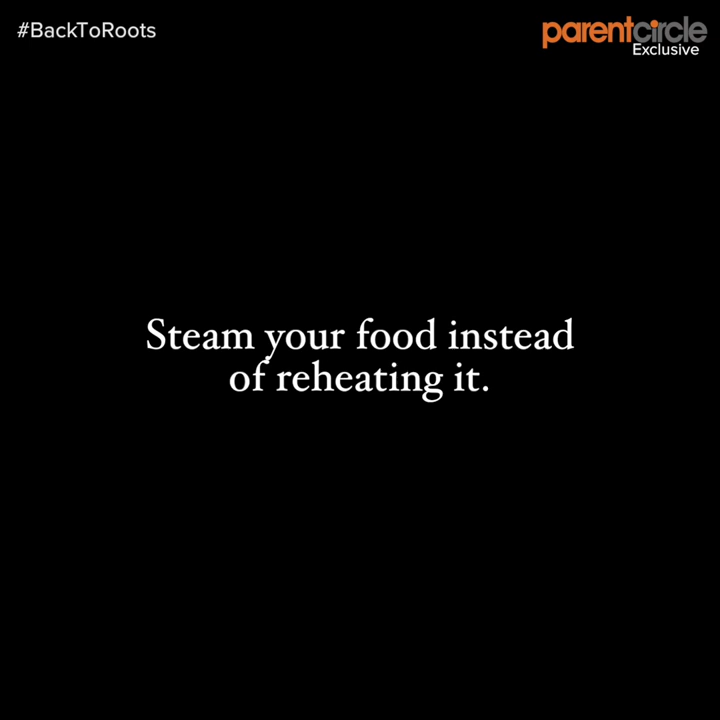 #BackToRoots
parentcircle
Exclusive
Steam your food instead
of reheating it.